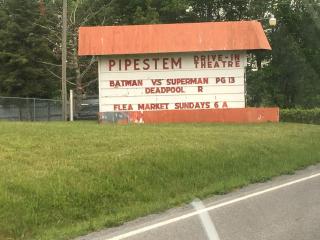 PIPESTEM DRIVE-IN THEATRE
BATMAN VS SUPERMAN PG 13
DEADPOOL R
FLEA MARKET SUNDAYS 6 A